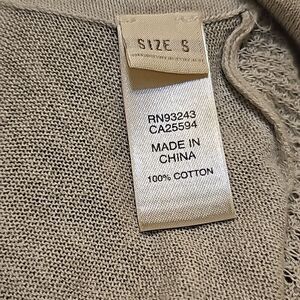 SIZE S
RN93243
CA25594
MADE IN
CHINA
100% COTTON